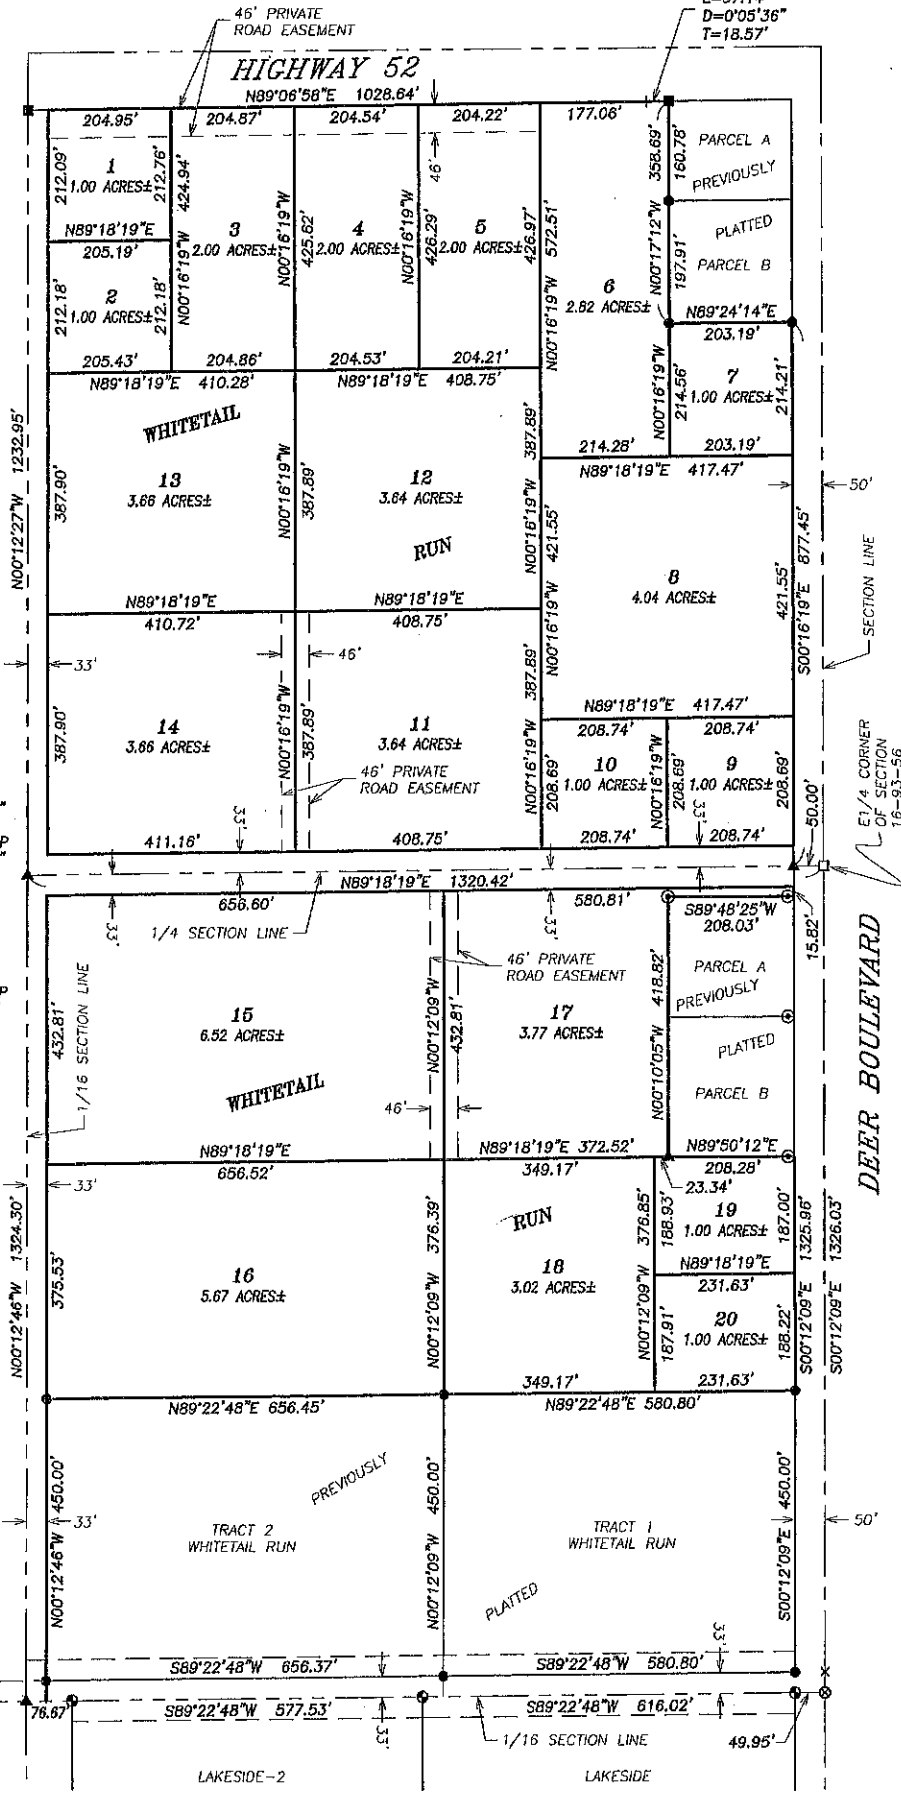 46' PRIVATE
ROAD EASEMENT
D=0°05'36"
T=18.57'
HIGHWAY 52
N89°06'58"E 1028.64'
204.95'
204.87'
204.54'
204.22'
177.06'
212.09'
1
1.00 ACRES±
212.76'
424.94'
N00°16'19"W
3
2.00 ACRES±
N00°16'19"W
425.62'
4
2.00 ACRES±
N00°16'19"W
426.29'
46'
5
2.00 ACRES±
426.97'
N00°16'19"W 572.51'
6
2.82 ACRES±
358.69'
N00°17'12"W
160.78'
197.91'
PARCEL A
PREVIOUSLY
PLATTED
PARCEL B
N89°18'19"E
205.19'
212.18'
2
1.00 ACRES±
212.18'
N89°24'14"E
203.19'
N00°16'19"W
214.56'
7
1.00 ACRES±
214.21'
205.43'
204.86'
204.53'
204.21'
N89°18'19"E 410.28'
N89°18'19"E 408.75'
214.28'
203.19'
N89°18'19"E 417.47'
WHITETAIL
N00°12'27"W 1232.95'
387.90'
13
3.66 ACRES±
N00°16'19"W
387.89'
12
3.64 ACRES±
RUN
N00°16'19"W 387.89'
N00°16'19"W 421.55'
8
4.04 ACRES±
421.55'
S00°16'19"E 877.45'
50'
SECTION LINE
N89°18'19"E
410.72'
N89°18'19"E
408.75'
33'
46'
387.90'
14
3.66 ACRES±
N00°16'19"W
387.89'
11
3.64 ACRES±
46' PRIVATE
ROAD EASEMENT
N00°16'19"W 387.89'
N89°18'19"E 417.47'
208.74'
208.74'
208.69'
10
1.00 ACRES±
N00°16'19"W
208.69'
9
1.00 ACRES±
208.69'
33'
33'
411.16'
408.75'
208.74'
208.74'
50.00'
E1/4 CORNER
OF SECTION
16-93-56
N89°18'19"E 1320.42'
656.60'
580.81'
33'
33'
1/4 SECTION LINE
S89°48'25"W
208.03'
15.82'
DEER BOULEVARD
46' PRIVATE
ROAD EASEMENT
432.81'
1/16 SECTION LINE
15
6.52 ACRES±
N00°12'09"W
432.81'
17
3.77 ACRES±
N00°10'05"W 418.82'
PARCEL A
PREVIOUSLY
PLATTED
PARCEL B
WHITETAIL
46'
N89°18'19"E
656.52'
N89°18'19"E 372.52'
349.17'
N89°50'12"E
208.28'
23.34'
33'
N00°12'46"W 1324.30'
375.53'
16
5.67 ACRES±
N00°12'09"W 376.39'
RUN
18
3.02 ACRES±
N00°12'09"W 376.85'
188.93'
19
1.00 ACRES±
187.00'
N89°18'19"E
231.63'
187.91'
20
1.00 ACRES±
188.22'
S00°12'09"E 1325.96'
S00°12'09"E 1326.03'
349.17'
231.63'
N89°22'48"E 656.45'
N89°22'48"E 580.80'
N00°12'46"W 450.00'
33'
PREVIOUSLY
TRACT 2
WHITETAIL RUN
N00°12'09"W 450.00'
TRACT 1
WHITETAIL RUN
PLATTED
S00°12'09"E 450.00'
50'
33'
S89°22'48"W 656.37'
S89°22'48"W 580.80'
76.67'
S89°22'48"W 577.53'
33'
S89°22'48"W 616.02'
1/16 SECTION LINE
49.95'
LAKESIDE-2
LAKESIDE